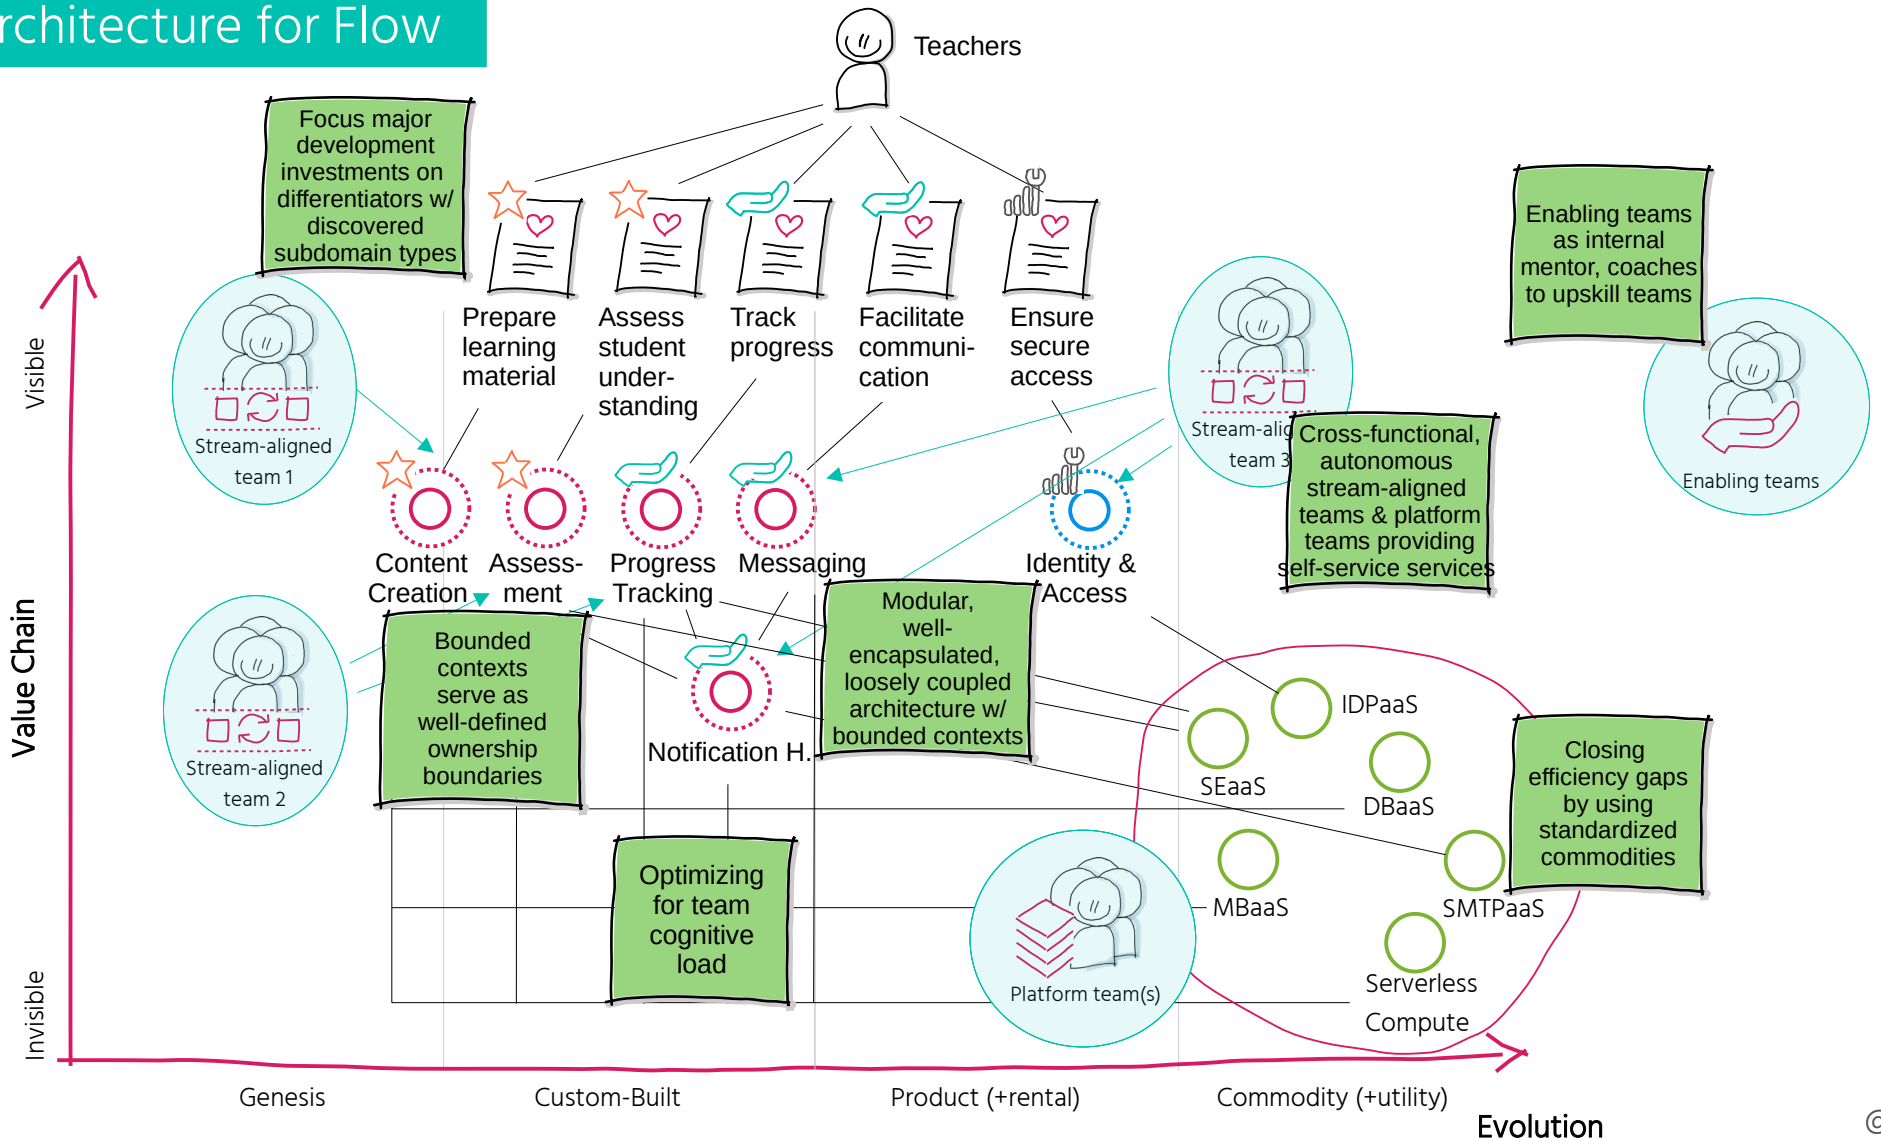 rchitecture for Flow
Teachers
Focus major
development
investments on
differentiators w/
discovered
subdomain types
Enabling teams
as internal
mentor, coaches
to upskill teams
Prepare
learning
material
Assess
student
under-
standing
Track
progress
Facilitate
communi-
cation
Ensure
secure
access
Visible
Value Chain
Invisible
Stream-aligned
team 1
Stream-alig
team 3
Cross-functional,
autonomous
stream-aligned
teams & platform
teams providing
self-service services
Enabling teams
Content
Creation
Assess-
ment
Progress
Tracking
Messaging
Identity &
Access
Stream-aligned
team 2
Bounded
contexts
serve as
well-defined
ownership
boundaries
Notification H.
Modular,
well-
encapsulated,
loosely coupled
architecture w/
bounded contexts
IDPaaS
SEaaS
DBaaS
MBaaS
SMTPaaS
Serverless
Compute
Closing
efficiency gaps
by using
standardized
commodities
Optimizing
for team
cognitive
load
Platform team(s)
Genesis
Custom-Built
Product (+rental)
Commodity (+utility)
Evolution